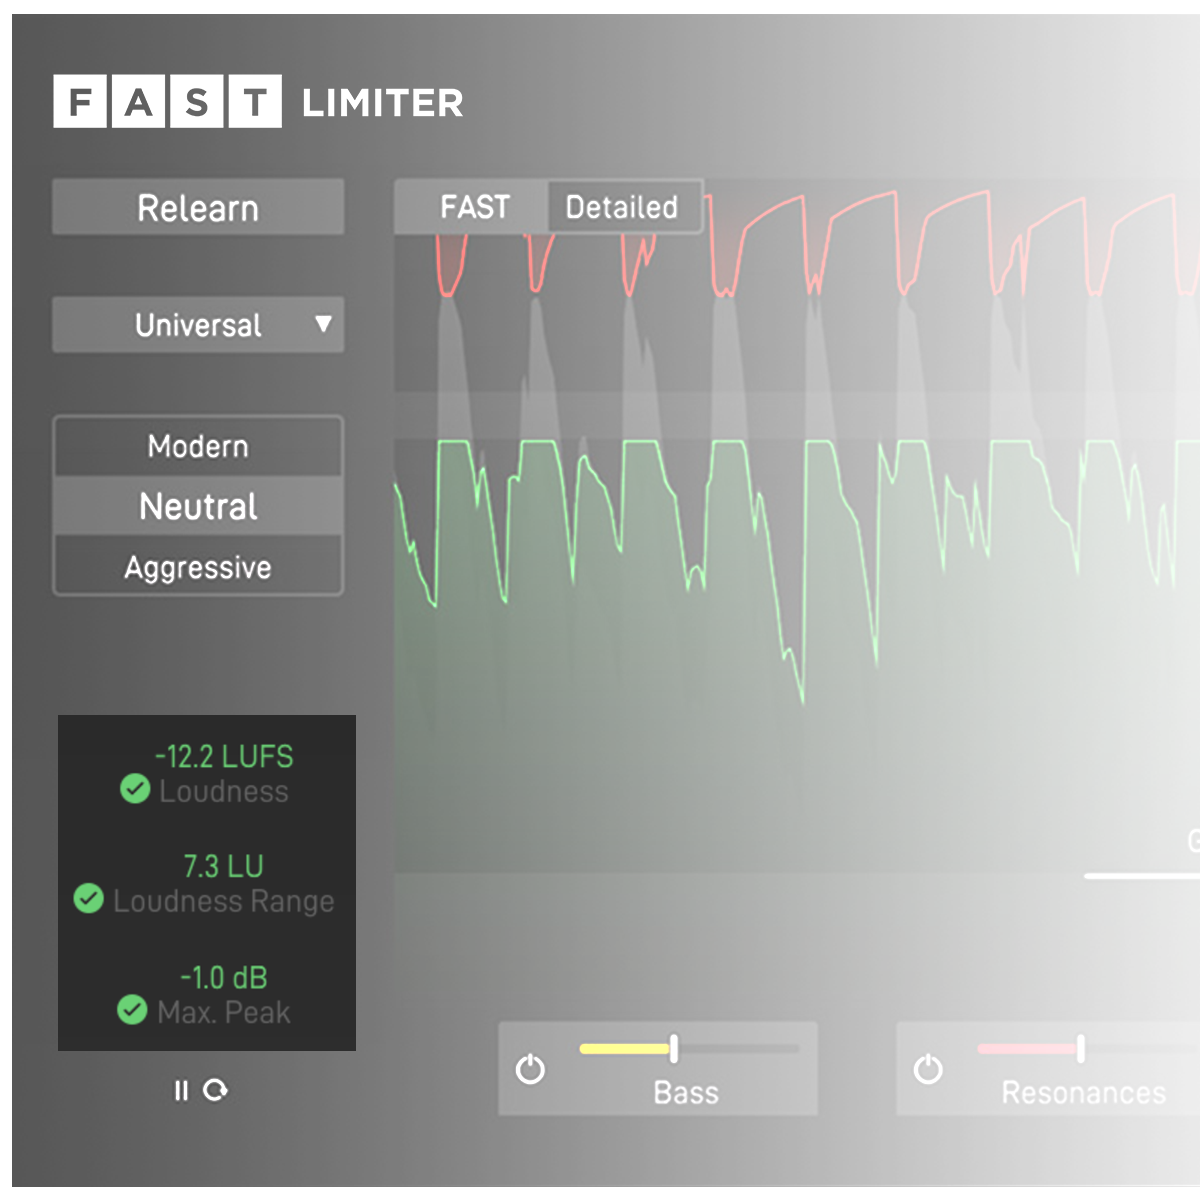 FAST LIMITER
Relearn
FAST Detailed
Universal
Modern
Neutral
Aggressive
-12.2 LUFS
Loudness
7.3 LU
Loudness Range
-1.0 dB
Max. Peak
Bass
Resonances